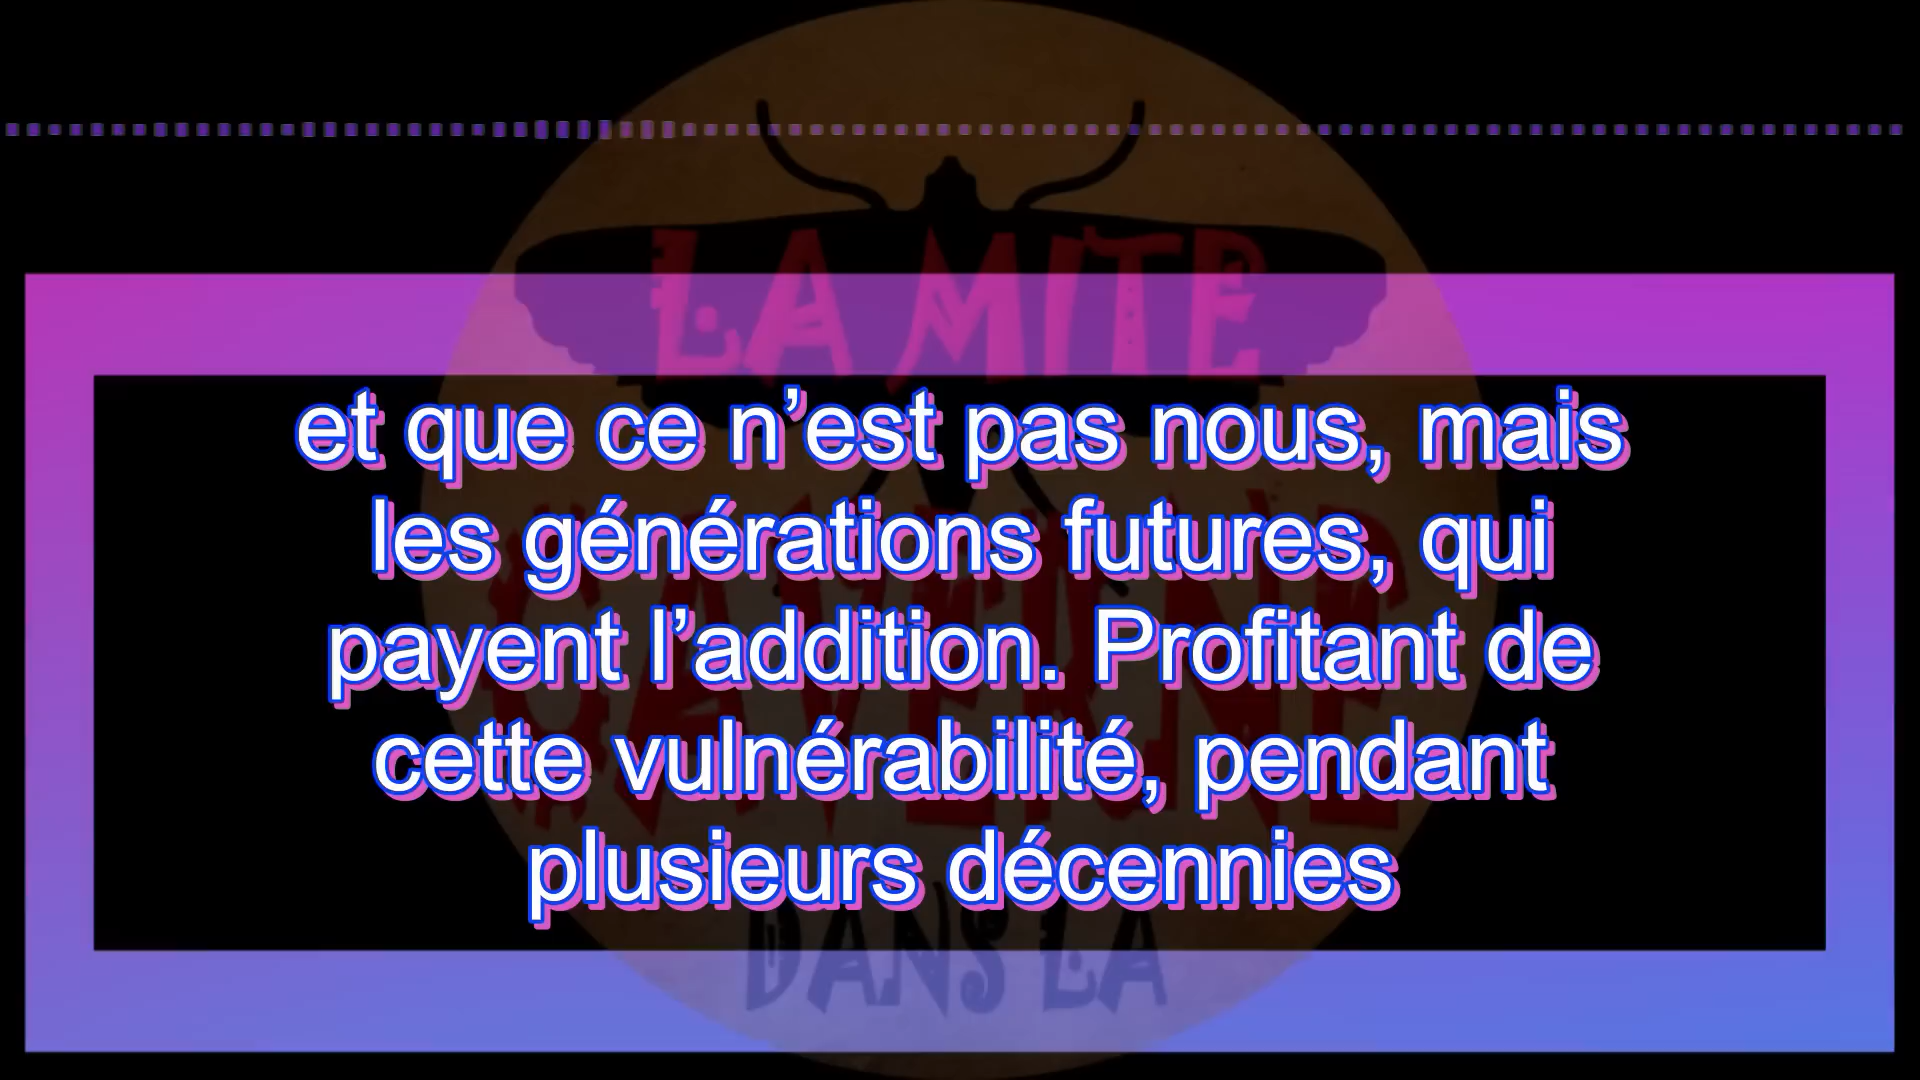 LA MITE
et que ce n’est pas nous, mais
les générations futures, qui
payent l’addition. Profitant de
cette vulnérabilité, pendant
plusieurs décennies
CAVERNE
DANS LA